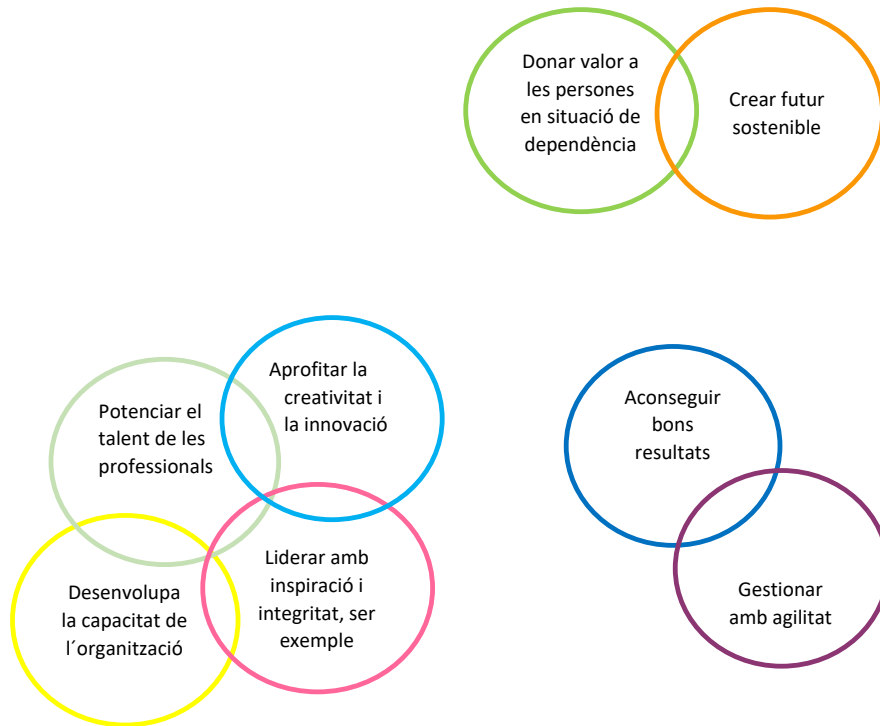 Donar valor a
les persones
en situació de
dependència
Crear futur
sostenible
Aprofitar la
creativitat i
la innovació
Potenciar el
talent de les
professionals
Aconseguir
bons
resultats
Liderar amb
inspiració i
integritat, ser
exemple
Desenvolupa
la capacitat de
l´organització
Gestionar
amb agilitat